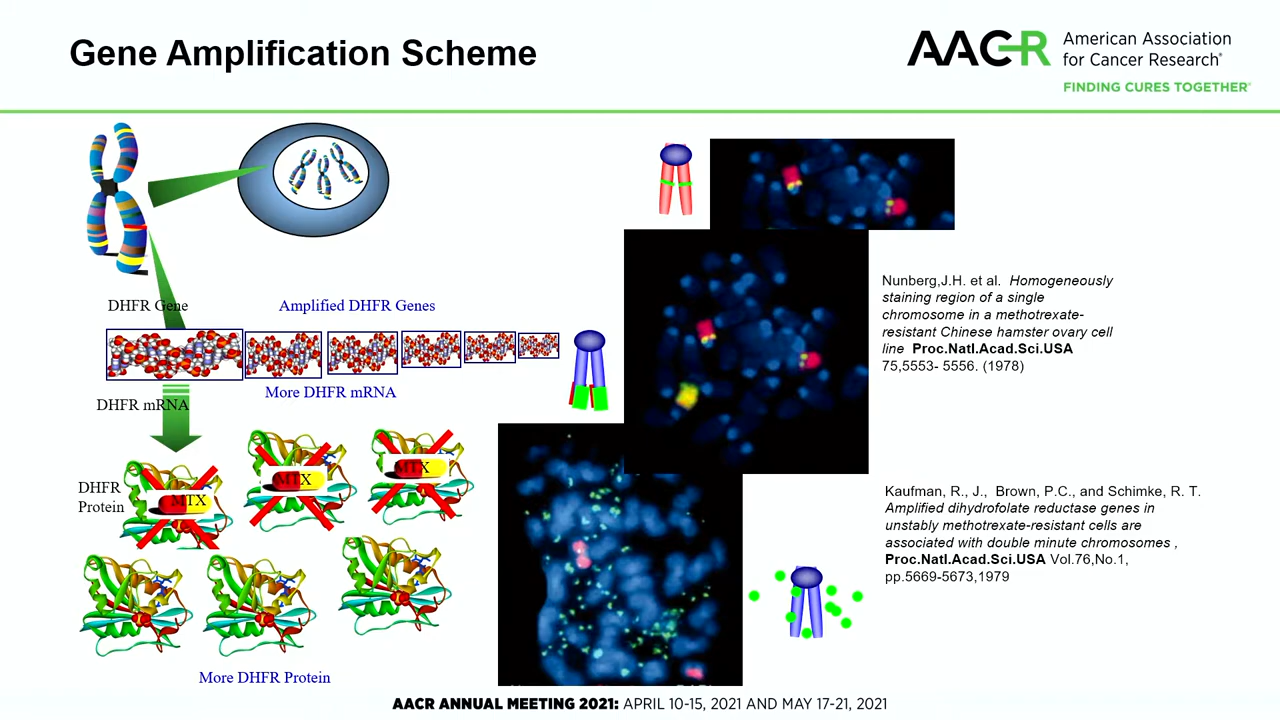 Gene Amplification Scheme
AACR
American Association
for Cancer Research®
FINDING CURES TOGETHER®
DHFR Gene
Amplified DHFR Genes
More DHFR mRNA
DHFR mRNA
DHFR
Protein
MTX
MTX
MTX
More DHFR Protein
Nunberg,J.H. et al. Homogeneously
staining region of a single
chromosome in a methotrexate-
resistant Chinese hamster ovary cell
line Proc.Natl.Acad.Sci.USA
75,5553- 5556. (1978)
Kaufman, R. J., Brown, P.C., and Schimke, R. T.
Amplified dihydrofolate reductase genes in
unstably methotrexate-resistant cells are
associated with double minute chromosomes ,
Proc.Natl.Acad.Sci.USA Vol.76,No.1,
pp.5669-5673,1979
AACR ANNUAL MEETING 2021: APRIL 10-15, 2021 AND MAY 17-21, 2021